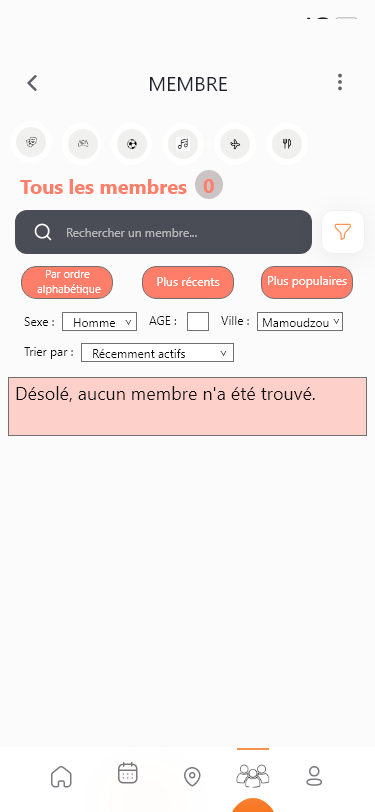 MEMBRE
Tous les membres 0
Rechercher un membre...
Par ordre
alphabétique
Plus récents
Plus populaires
Sexe : Homme AGE : Ville : Mamoudzou
Trier par : Récemment actifs
Désolé, aucun membre n'a été trouvé.